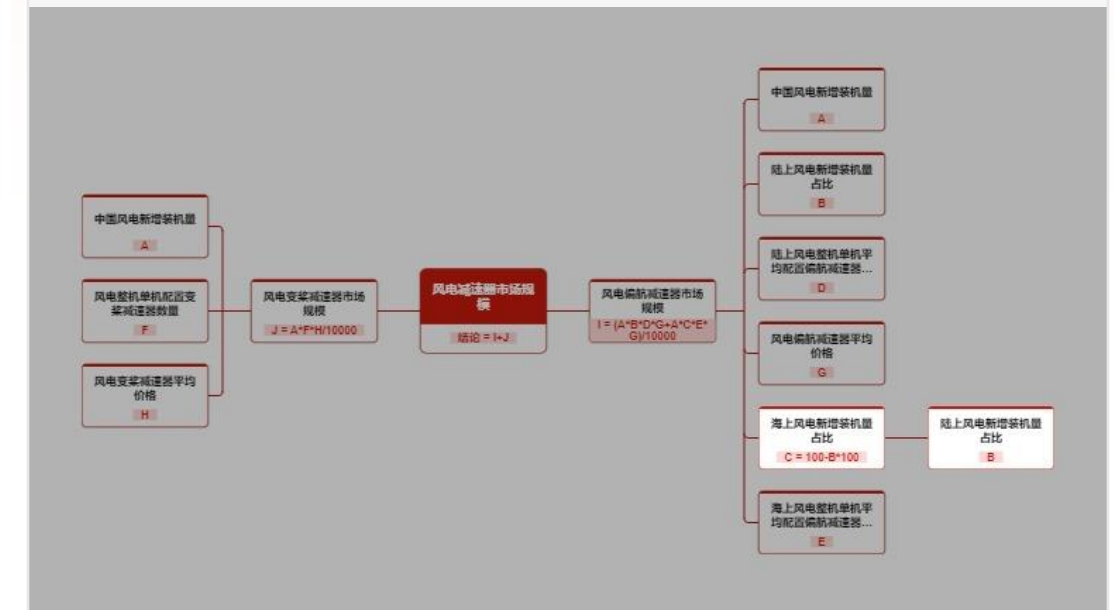 中国风电新增装机量
A
风电整机单机配置变
桨减速器数量
F
风电变桨减速器平均
价格
H
风电变桨减速器市场
规模
J = A*F*H/10000
风电减速器市场规
模
结论 = I+J
风电偏航减速器市场
规模
I = (A*B*D*G+A*C*E*
G)/10000
中国风电新增装机量
A
陆上风电新增装机量
占比
B
陆上风电整机单机平
均配置偏航减速器...
D
风电偏航减速器平均
价格
G
海上风电新增装机量
占比
C = 100-B*100
陆上风电新增装机量
占比
B
海上风电整机单机平
均配置偏航减速器...
E